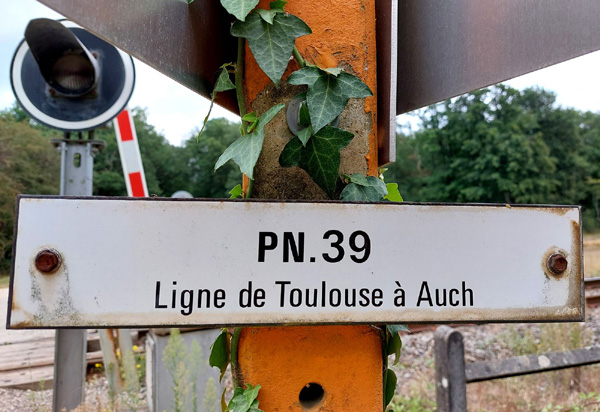 PN.39
Ligne de Toulouse à Auch